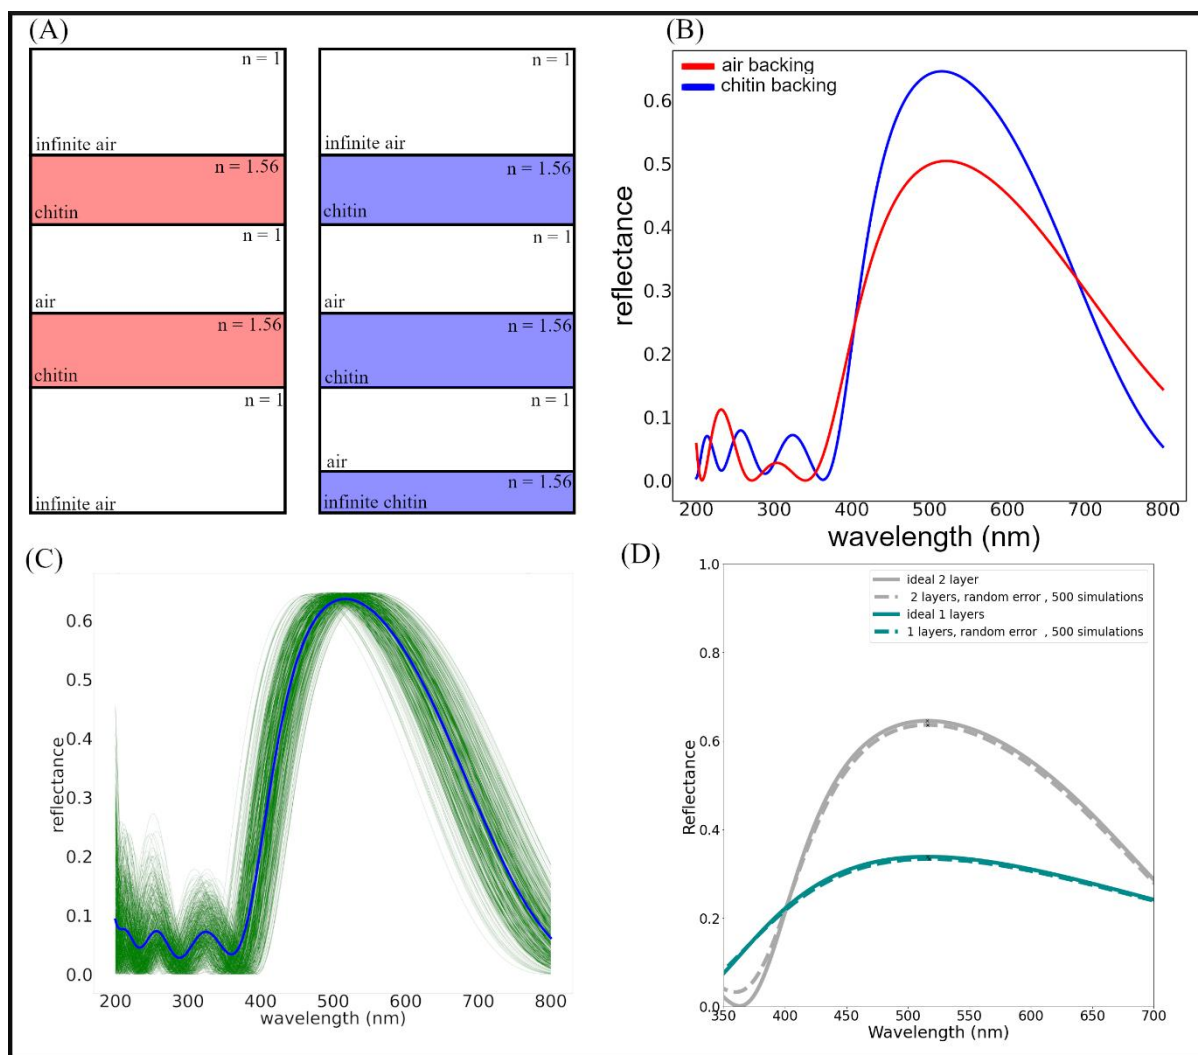 (A)
n = 1
infinite air
n = 1.56
chitin
n = 1
air
n = 1.56
chitin
n = 1
infinite air
n = 1
infinite air
n = 1.56
chitin
n = 1
air
n = 1.56
chitin
n = 1
air
n = 1.56
infinite chitin
(B)
air backing
chitin backing
0.6
0.5
0.4
0.3
0.2
0.1
0.0
reflectance
200 300 400 500 600 700 800
wavelength (nm)
(C)
0.6
0.5
0.4
0.3
0.2
0.1
0.0
reflectance
200 300 400 500 600 700 800
wavelength (nm)
(D)
ideal 2 layer
2 layers, random error , 500 simulations
ideal 1 layers
1 layers, random error , 500 simulations
1.0
0.8
0.6
0.4
0.2
0.0
Reflectance
350 400 450 500 550 600 650 700
Wavelength (nm)